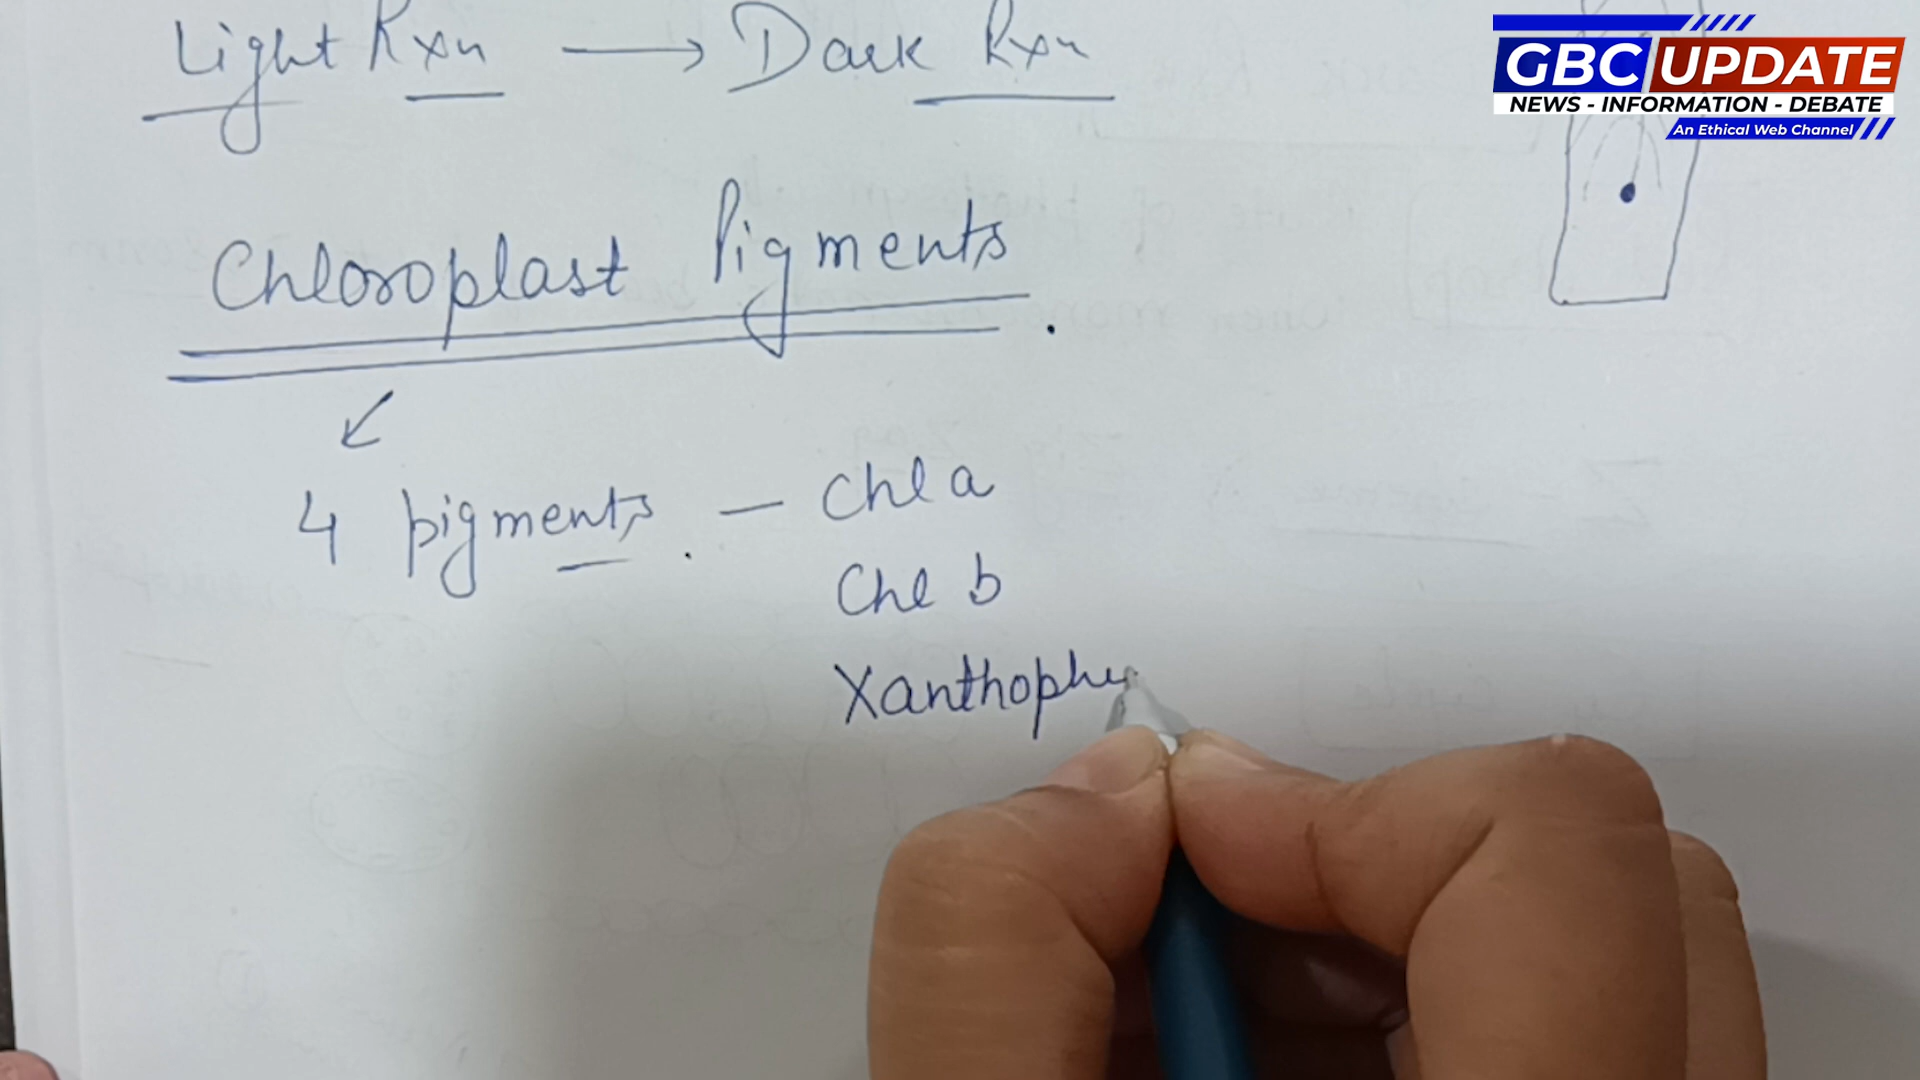 Light Rxn → Dark Rxn
GBC UPDATE
NEWS - INFORMATION - DEBATE
An Ethical Web Channel
Chloroplast Pigments.
4 pigments. — Chl a
Chl b
Xanthophy